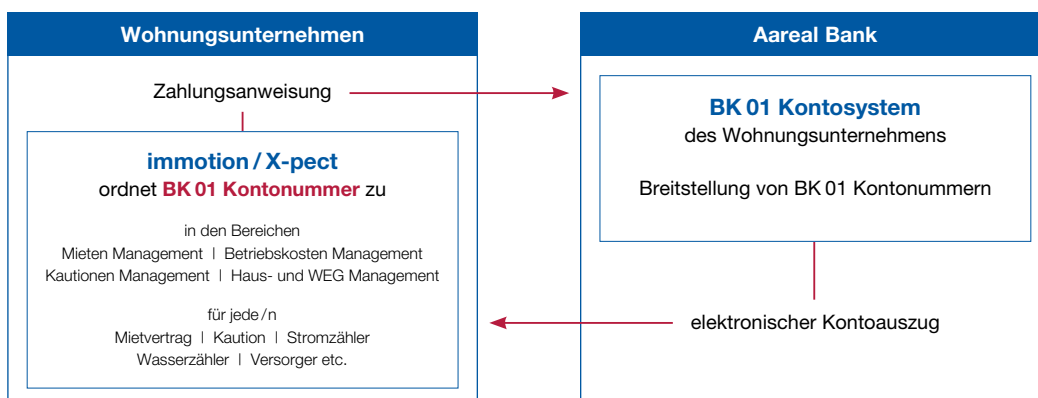 Wohnungsunternehmen
Zahlungsanweisung
immotion / X-pect
ordnet BK 01 Kontonummer zu
in den Bereichen
Mieten Management | Betriebskosten Management
Kautionen Management | Haus- und WEG Management
für jede/n
Mietvertrag | Kaution | Stromzähler
Wasserzähler | Versorger etc.
Aareal Bank
BK 01 Kontosystem
des Wohnungsunternehmens
Breitstellung von BK 01 Kontonummern
elektronischer Kontoauszug